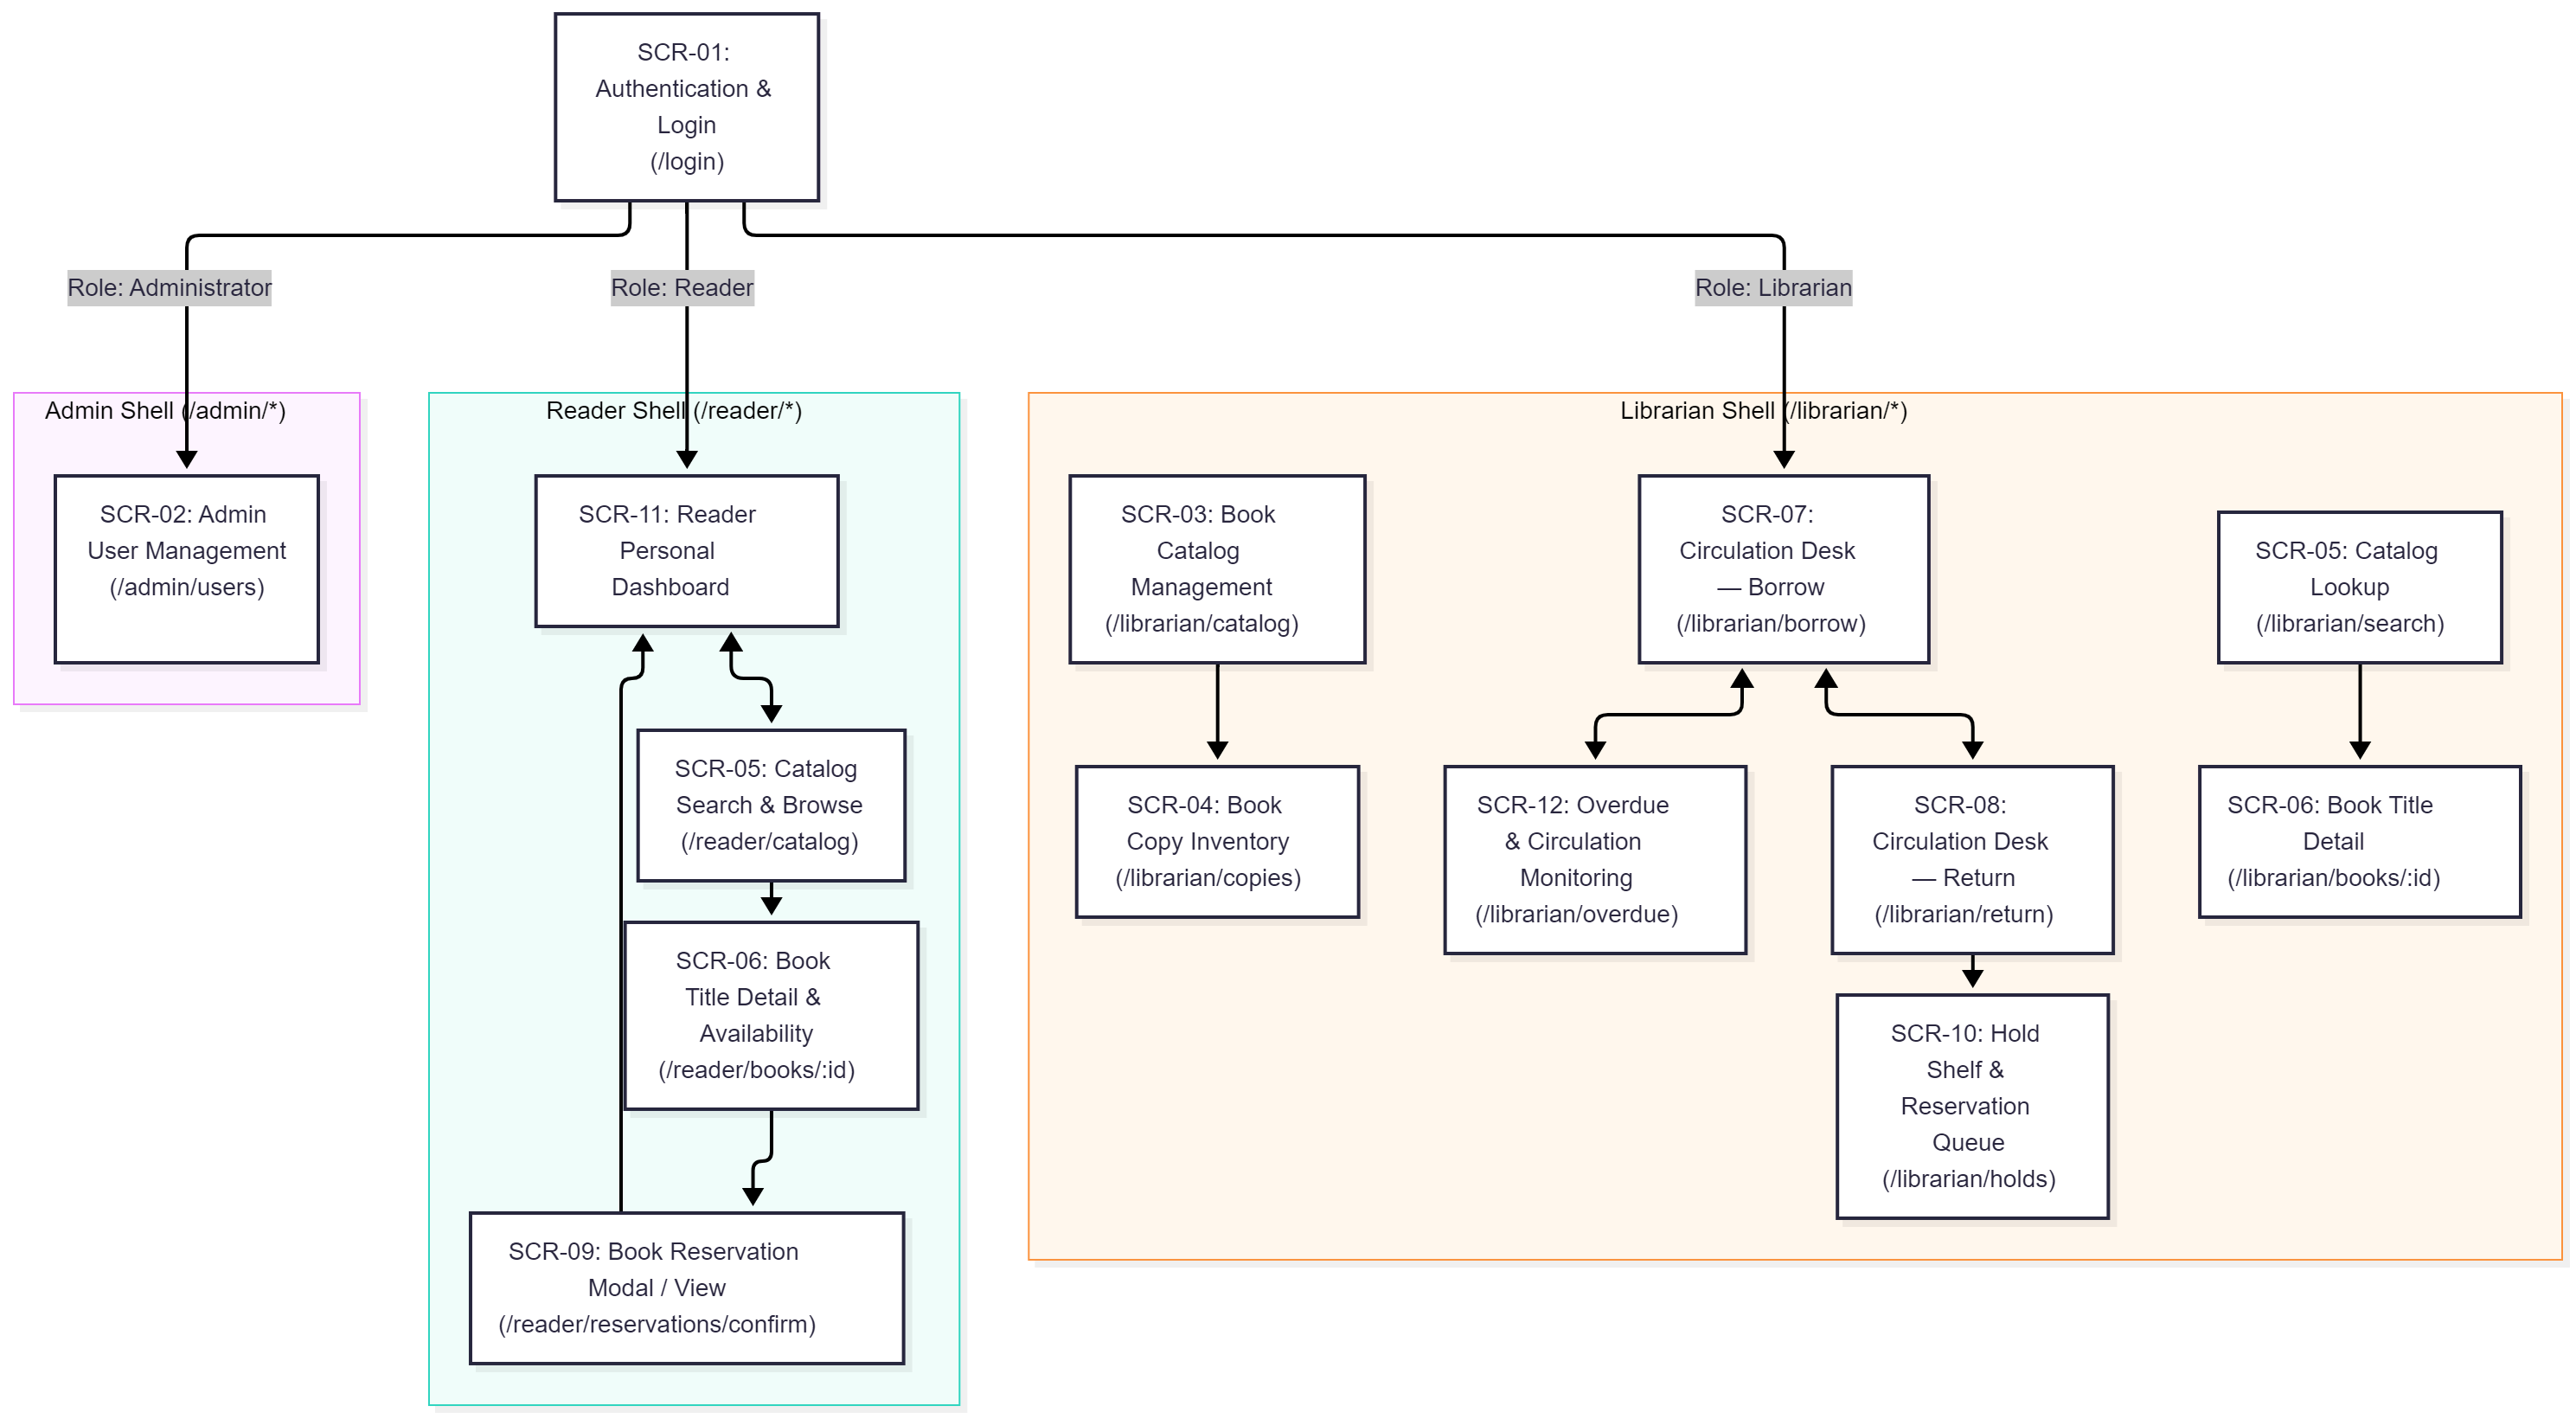 SCR-01:
Authentication &
Login
(/login)
Role: Administrator
Role: Reader
Role: Librarian
Admin Shell (/admin/*)
SCR-02: Admin
User Management
(/admin/users)
Reader Shell (/reader/*)
SCR-11: Reader
Personal
Dashboard
SCR-05: Catalog
Search & Browse
(/reader/catalog)
SCR-06: Book
Title Detail &
Availability
(/reader/books/:id)
SCR-09: Book Reservation
Modal / View
(/reader/reservations/confirm)
Librarian Shell (/librarian/*)
SCR-03: Book
Catalog
Management
(/librarian/catalog)
SCR-04: Book
Copy Inventory
(/librarian/copies)
SCR-07:
Circulation Desk
— Borrow
(/librarian/borrow)
SCR-12: Overdue
& Circulation
Monitoring
(/librarian/overdue)
SCR-08:
Circulation Desk
— Return
(/librarian/return)
SCR-10: Hold
Shelf &
Reservation
Queue
(/librarian/holds)
SCR-05: Catalog
Lookup
(/librarian/search)
SCR-06: Book Title
Detail
(/librarian/books/:id)